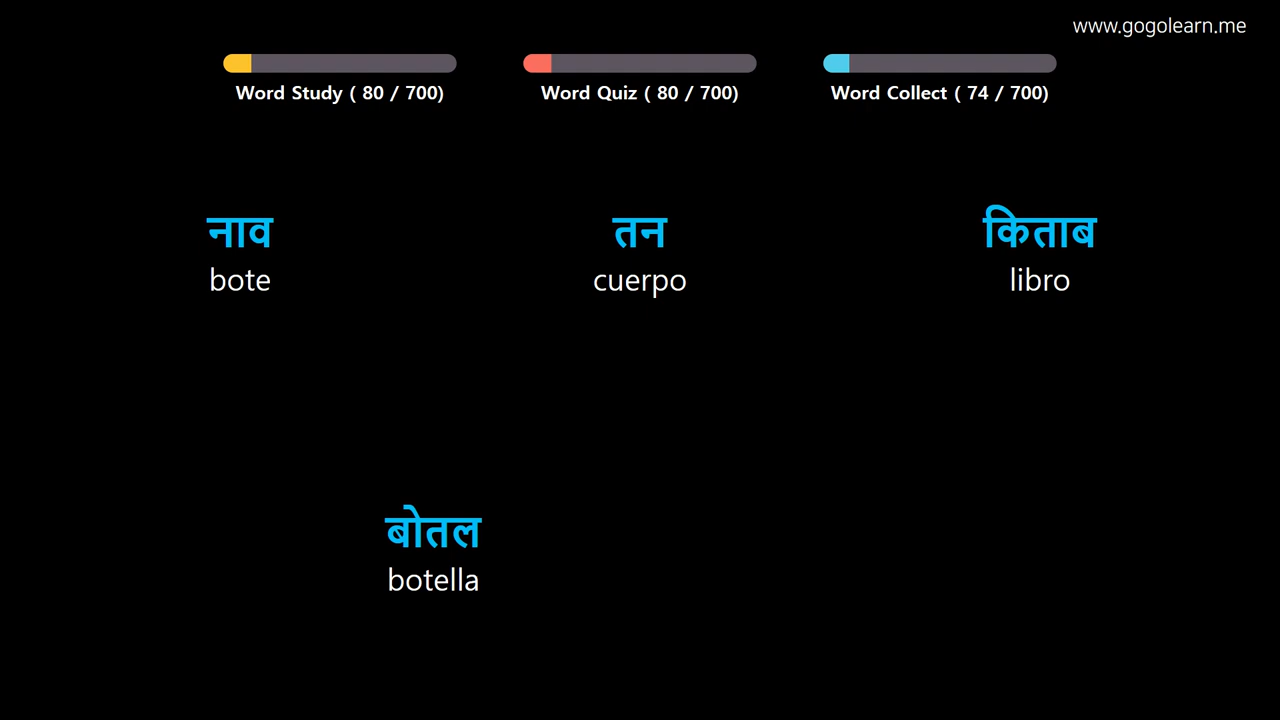 www.gogolearn.me
Word Study ( 80 / 700)
Word Quiz ( 80 / 700)
Word Collect ( 74 / 700)
नाव
bote
तन
cuerpo
किताब
libro
बोतल
botella